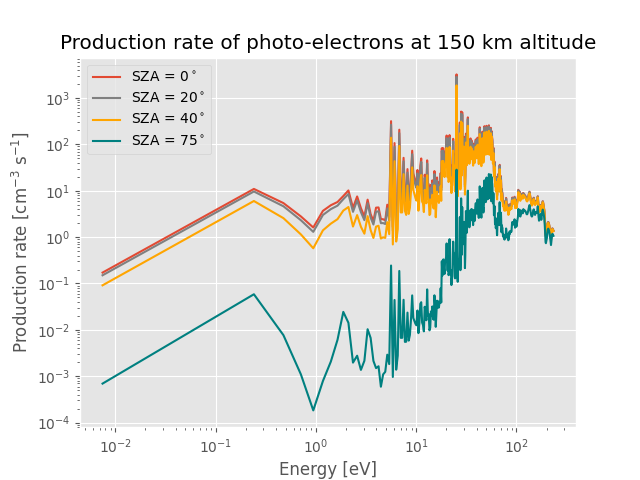 Production rate of photo-electrons at 150 km altitude
SZA = 0°
SZA = 20°
SZA = 40°
SZA = 75°
Production rate [cm⁻³ s⁻¹]
10³
10²
10¹
10⁰
10⁻¹
10⁻²
10⁻³
10⁻⁴
10⁻² 10⁻¹ 10⁰ 10¹ 10²
Energy [eV]